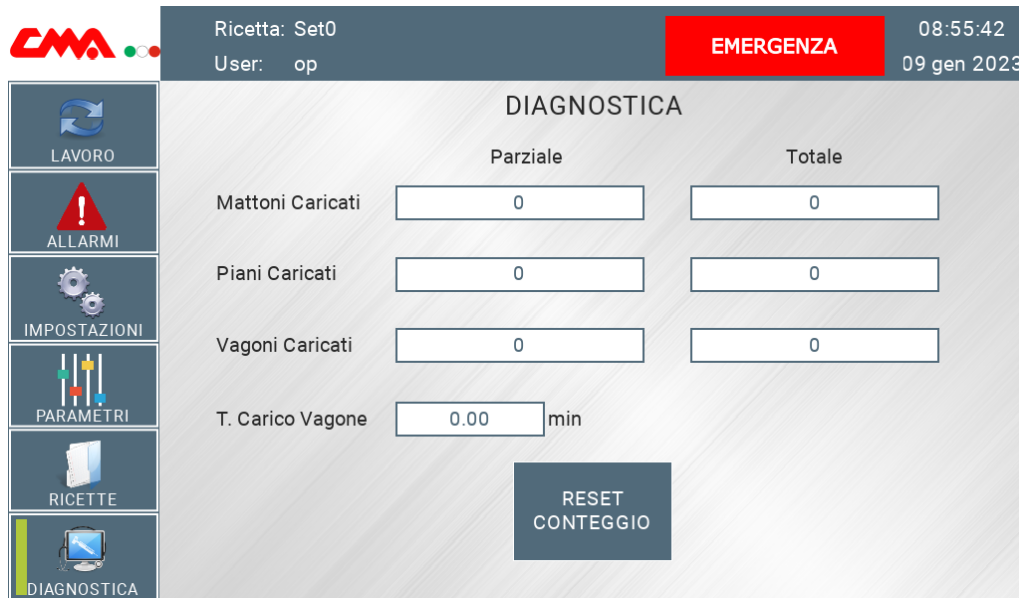 CMA
Ricetta: Set0
User: op
EMERGENZA
08:55:42
09 gen 2023
LAVORO
ALLARMI
IMPOSTAZIONI
PARAMETRI
RICETTE
DIAGNOSTICA
DIAGNOSTICA
Parziale Totale
Mattoni Caricati 0 0
Piani Caricati 0 0
Vagoni Caricati 0 0
T. Carico Vagone 0.00 min
RESET
CONTEGGIO